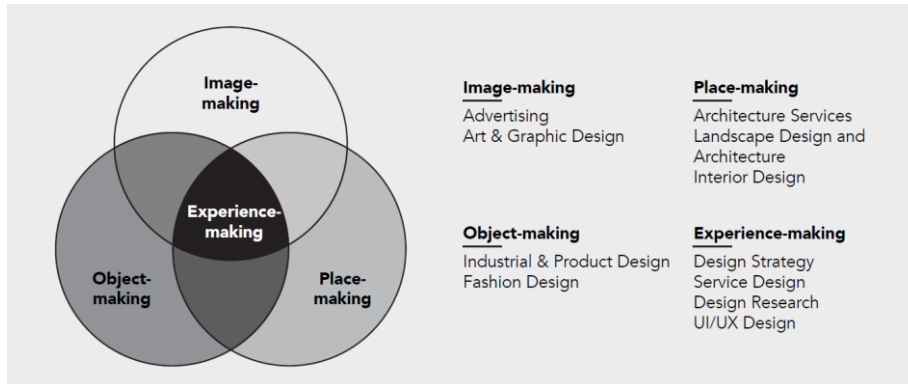 Image-
making
Experience-
making
Object-
making
Place-
making
Image-making
Advertising
Art & Graphic Design
Place-making
Architecture Services
Landscape Design and
Architecture
Interior Design
Object-making
Industrial & Product Design
Fashion Design
Experience-making
Design Strategy
Service Design
Design Research
UI/UX Design